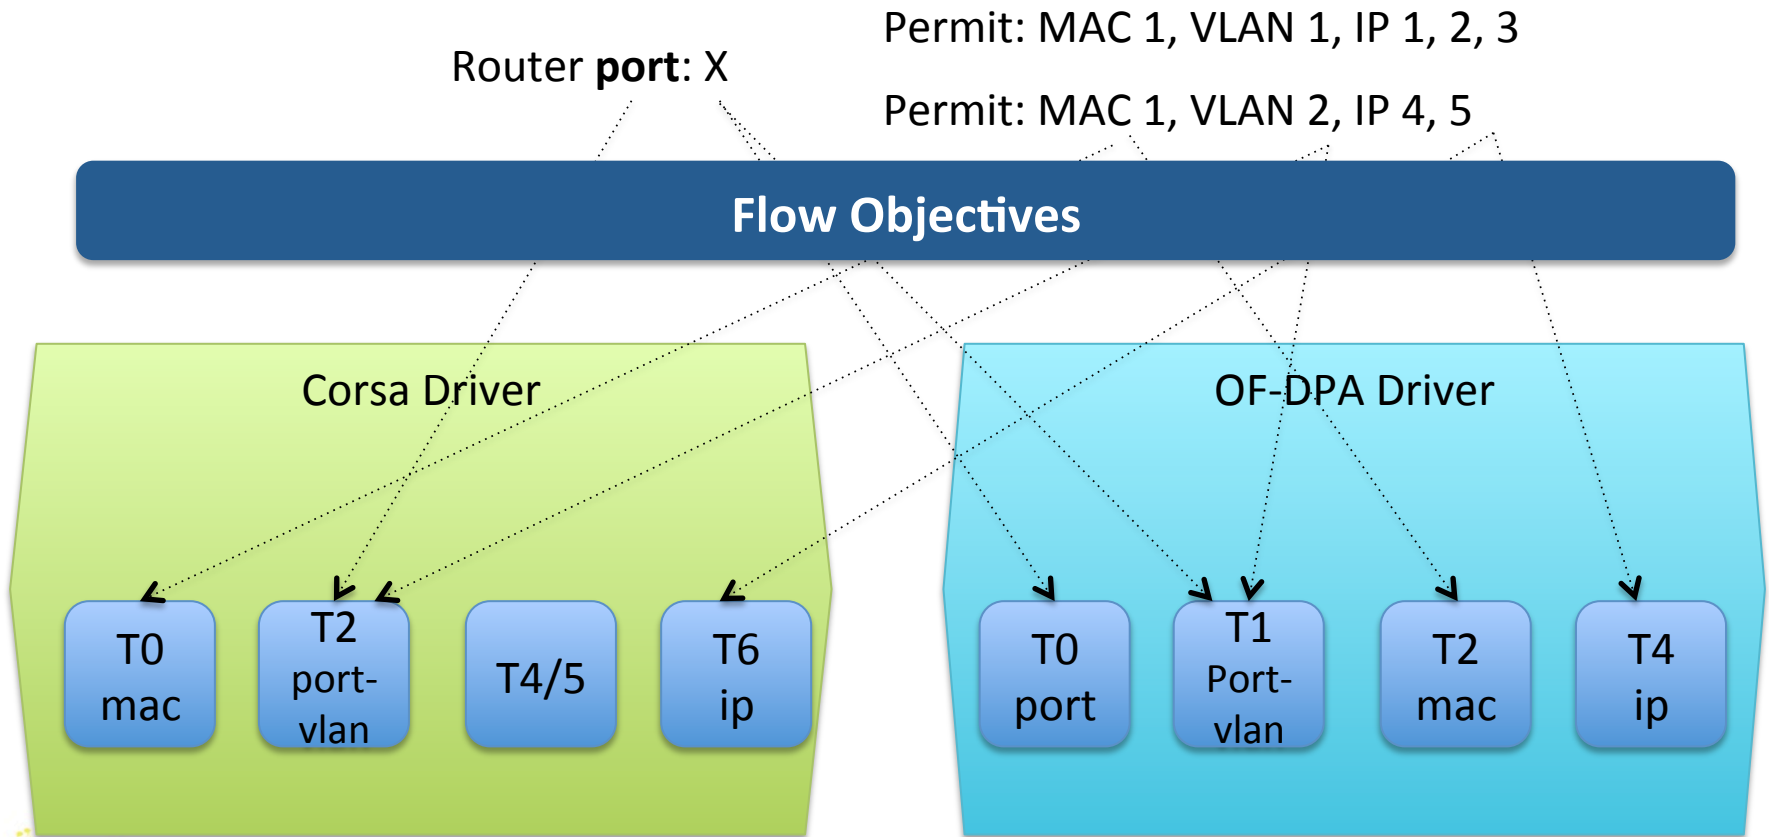 Permit: MAC 1, VLAN 1, IP 1, 2, 3
Router port: X
Permit: MAC 1, VLAN 2, IP 4, 5
Flow Objectives
Corsa Driver
T0
mac
T2
port-
vlan
T4/5
T6
ip
OF-DPA Driver
T0
port
T1
Port-
vlan
T2
mac
T4
ip